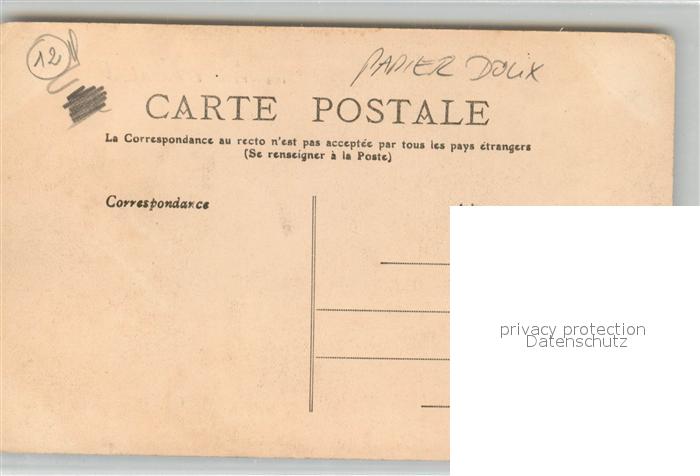 12
PAPIER DOUX
CARTE POSTALE
La Correspondance au recto n'est pas acceptée par tous les pays étrangers
(Se renseigner à la Poste)
Correspondance
privacy protection
Datenschutz